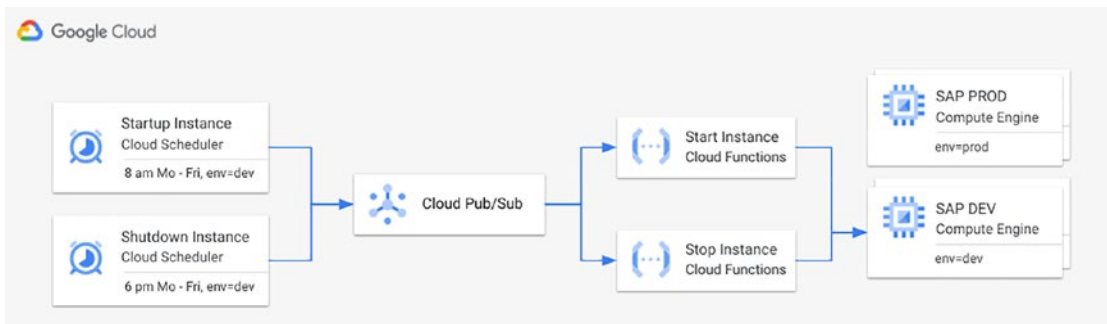 Google Cloud
Startup Instance
Cloud Scheduler
8 am Mo - Fri, env=dev
Shutdown Instance
Cloud Scheduler
6 pm Mo - Fri, env=dev
Cloud Pub/Sub
Start Instance
Cloud Functions
Stop Instance
Cloud Functions
SAP PROD
Compute Engine
env=prod
SAP DEV
Compute Engine
env=dev